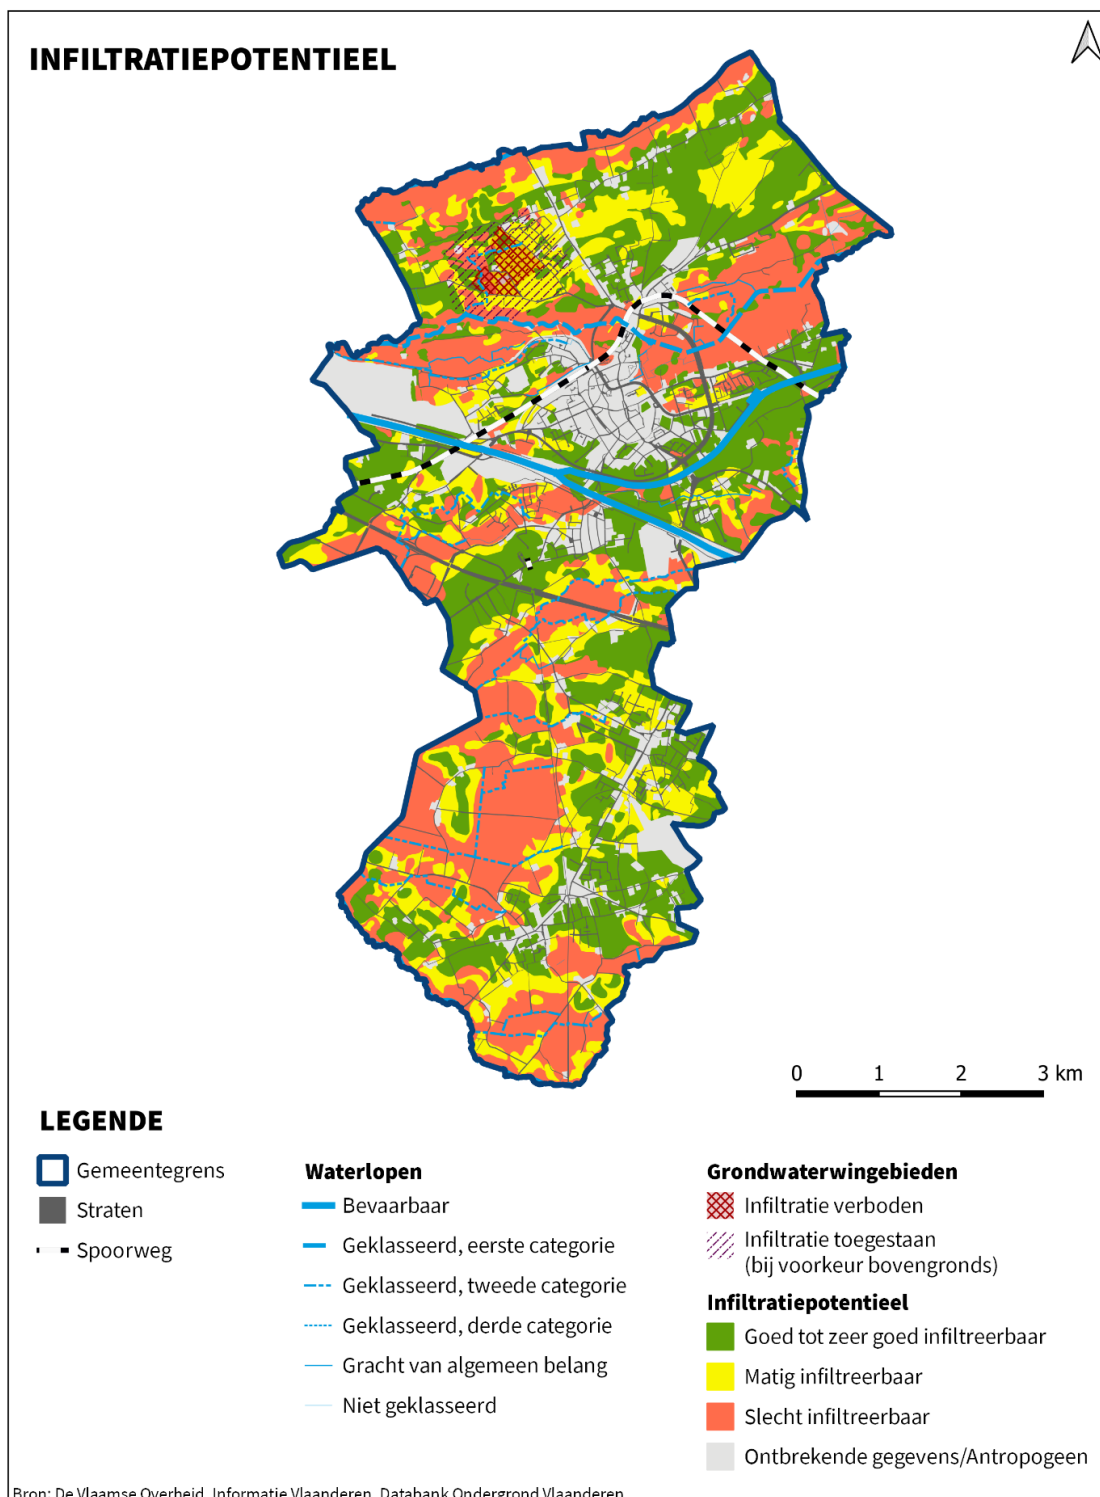 INFILTRATIEPOTENTIEEL
0 1 2 3 km
LEGENDE
Gemeentegrens
Straten
Spoorweg
Waterlopen
Bevaarbaar
Geklasseerd, eerste categorie
Geklasseerd, tweede categorie
Geklasseerd, derde categorie
Gracht van algemeen belang
Niet geklasseerd
Grondwaterwingebieden
Infiltratie verboden
Infiltratie toegestaan
(bij voorkeur bovengronds)
Infiltratiepotentieel
Goed tot zeer goed infiltreerbaar
Matig infiltreerbaar
Slecht infiltreerbaar
Ontbrekende gegevens/Antropogeen
Bron: De Vlaamse Overheid, Informatie Vlaanderen, Databank Ondergrond Vlaanderen